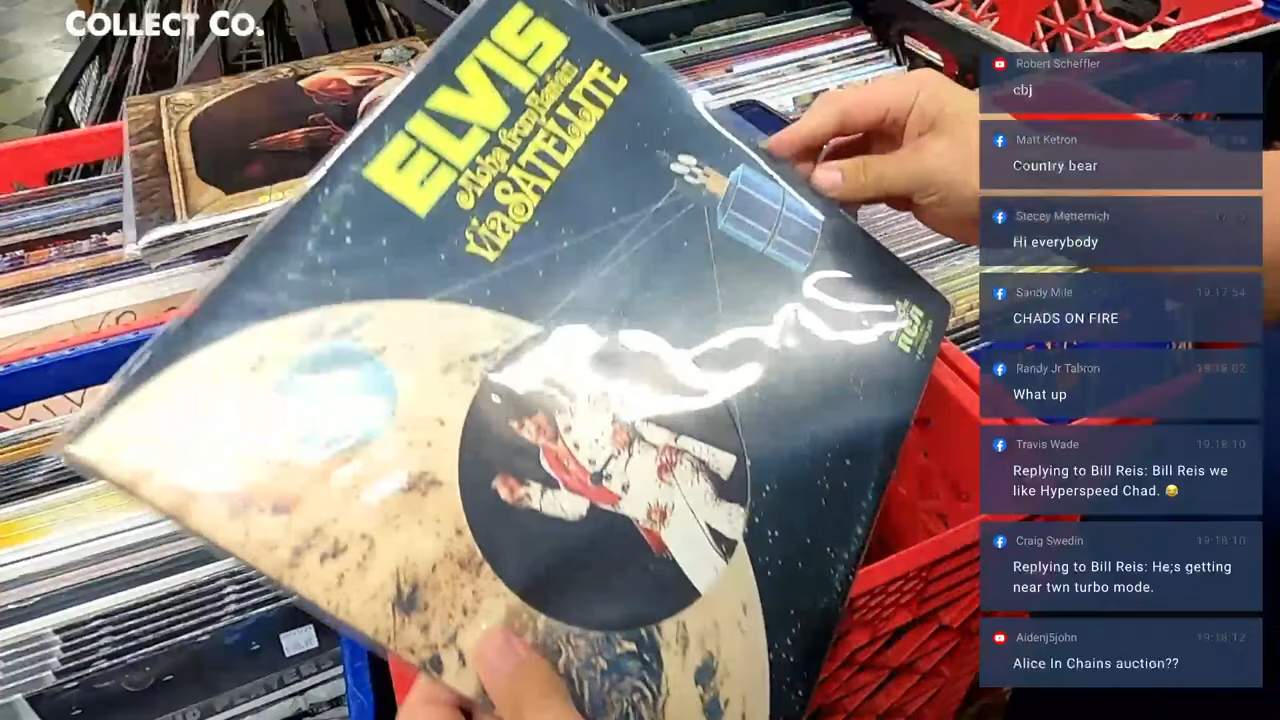 COLLECT CO.
ELVIS
Aloha from Hawaii
Via SATELLITE
RCA
Robert Scheffler
cbj
Matt Ketron
Country bear
Stecey Metternich
Hi everybody
Sandy Mile 19:17:54
CHADS ON FIRE
Randy Jr Tabron 19:18:02
What up
Travis Wade 19:18:10
Replying to Bill Reis: Bill Reis we
like Hyperspeed Chad. 😂
Craig Swedin 19:18:10
Replying to Bill Reis: He;s getting
near twn turbo mode.
Aidenj5john 19:18:12
Alice In Chains auction??